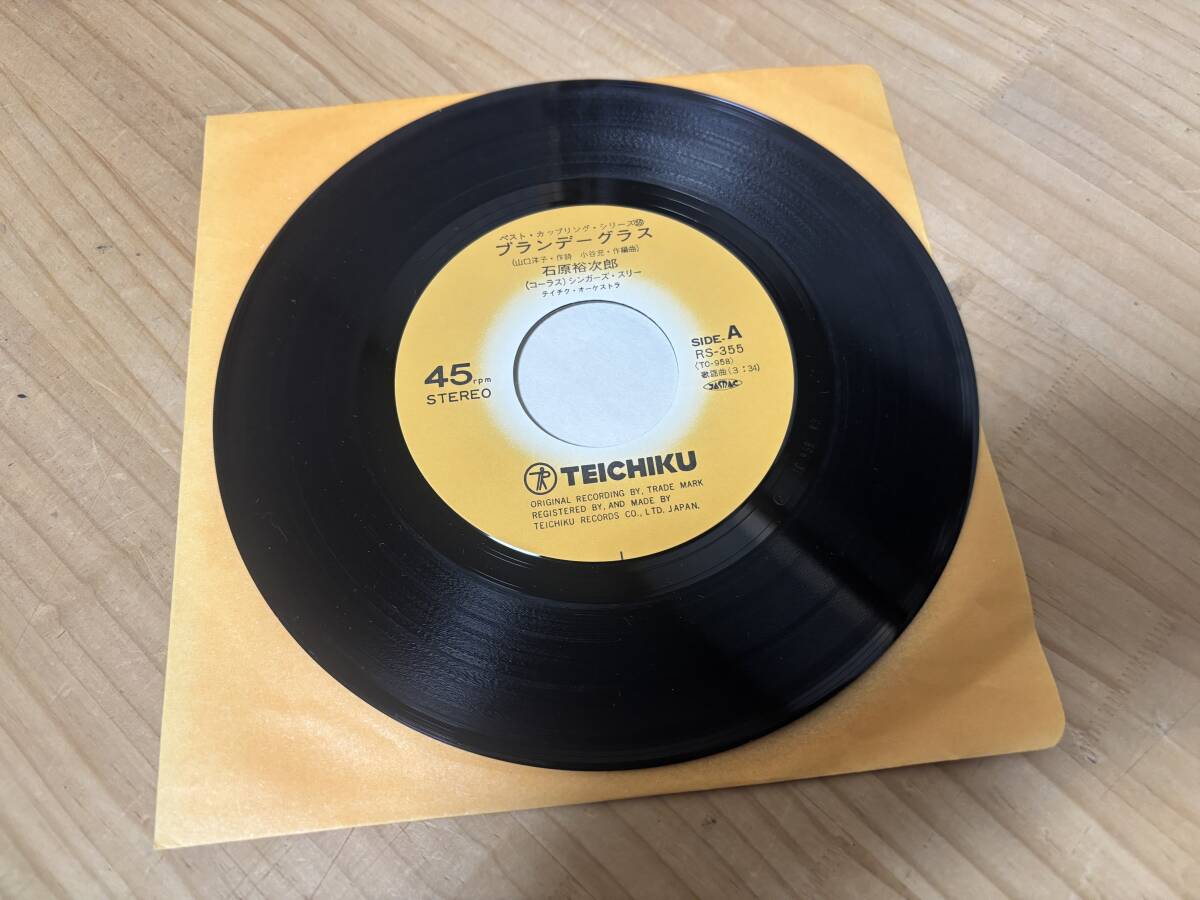 ベスト・カップリング・シリーズ
ブランデーグラス
(山口洋子・作詩 小谷充・作編曲)
石原裕次郎
(コーラス)シンガーズ・スリー
テイチク・オーケストラ
SIDE-A
RS-355
(TO-958)
歌謡曲(3:34)
JASRAC
45rpm
STEREO
TEICHIKU
ORIGINAL RECORDING BY, TRADE MARK
REGISTERED BY, AND MADE BY
TEICHIKU RECORDS CO., LTD. JAPAN.